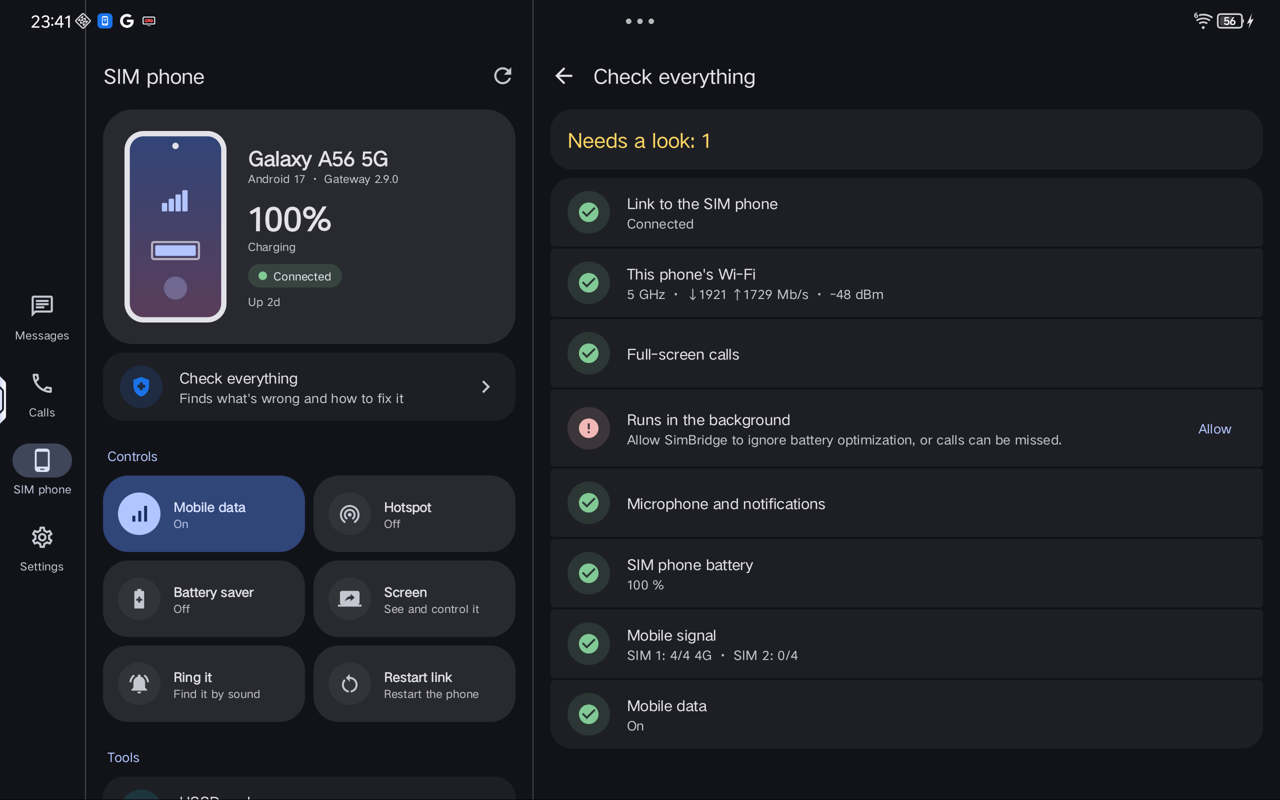 23:41
56
SIM phone
Galaxy A56 5G
Android 17 · Gateway 2.9.0
100%
Charging
Connected
Up 2d
Check everything
Finds what's wrong and how to fix it
Controls
Mobile data
On
Hotspot
Off
Battery saver
Off
Screen
See and control it
Ring it
Find it by sound
Restart link
Restart the phone
Tools
Messages
Calls
SIM phone
Settings
Check everything
Needs a look: 1
Link to the SIM phone
Connected
This phone's Wi-Fi
5 GHz · ↓1921 ↑1729 Mb/s · -48 dBm
Full-screen calls
Runs in the background
Allow SimBridge to ignore battery optimization, or calls can be missed.
Allow
Microphone and notifications
SIM phone battery
100 %
Mobile signal
SIM 1: 4/4 4G · SIM 2: 0/4
Mobile data
On